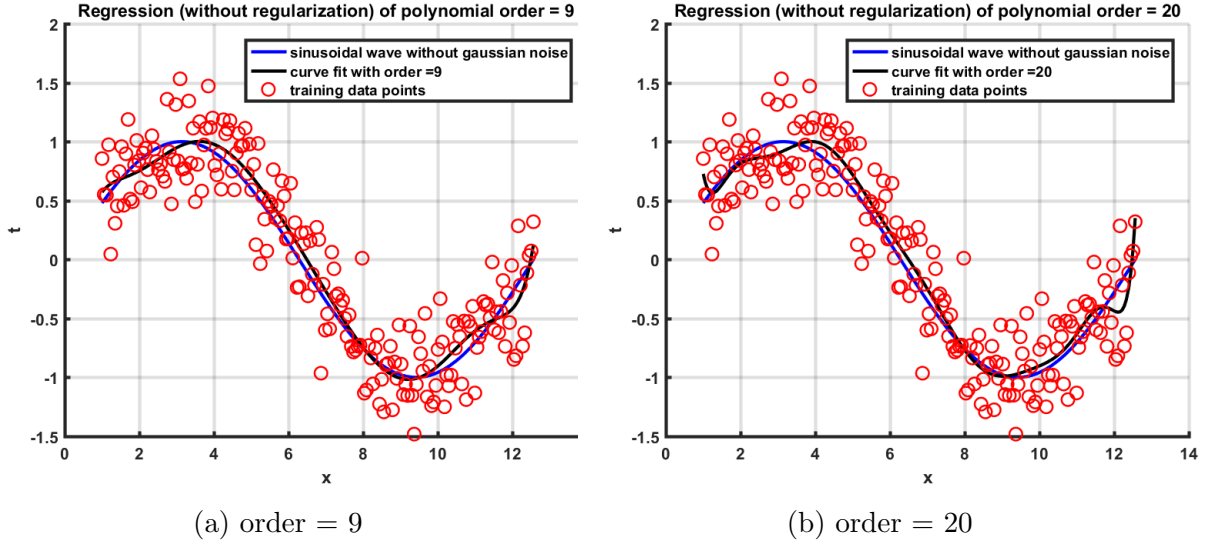 Regression (without regularization) of polynomial order = 9
2
1.5
1
0.5
0
-0.5
-1
-1.5
t
sinusoidal wave without gaussian noise
curve fit with order =9
training data points
0 2 4 6 8 10 12
x
(a) order = 9
Regression (without regularization) of polynomial order = 20
2
1.5
1
0.5
0
-0.5
-1
-1.5
t
sinusoidal wave without gaussian noise
curve fit with order =20
training data points
0 2 4 6 8 10 12 14
x
(b) order = 20